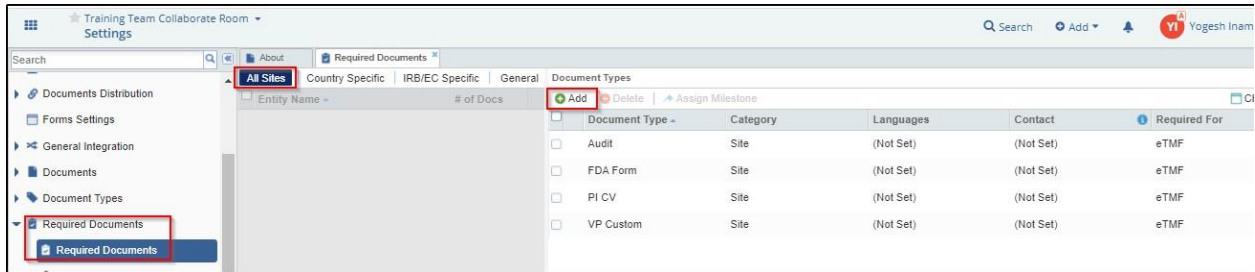 Training Team Collaborate Room
Settings
Search
Add
A
YI
Yogesh Inam
Search
About
Required Documents
All Sites
Country Specific
IRB/EC Specific
General
Document Types
Entity Name
# of Docs
Add
Delete
Assign Milestone
Document Type
Category
Languages
Contact
Required For
Audit
Site
(Not Set)
(Not Set)
eTMF
FDA Form
Site
(Not Set)
(Not Set)
eTMF
PI CV
Site
(Not Set)
(Not Set)
eTMF
VP Custom
Site
(Not Set)
(Not Set)
eTMF
Documents Distribution
Forms Settings
General Integration
Documents
Document Types
Required Documents
Required Documents